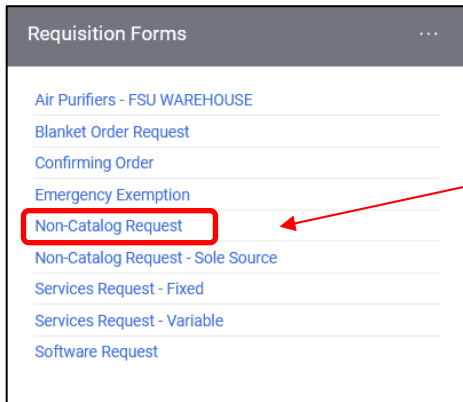 Requisition Forms ...
Air Purifiers - FSU WAREHOUSE
Blanket Order Request
Confirming Order
Emergency Exemption
Non-Catalog Request
Non-Catalog Request - Sole Source
Services Request - Fixed
Services Request - Variable
Software Request